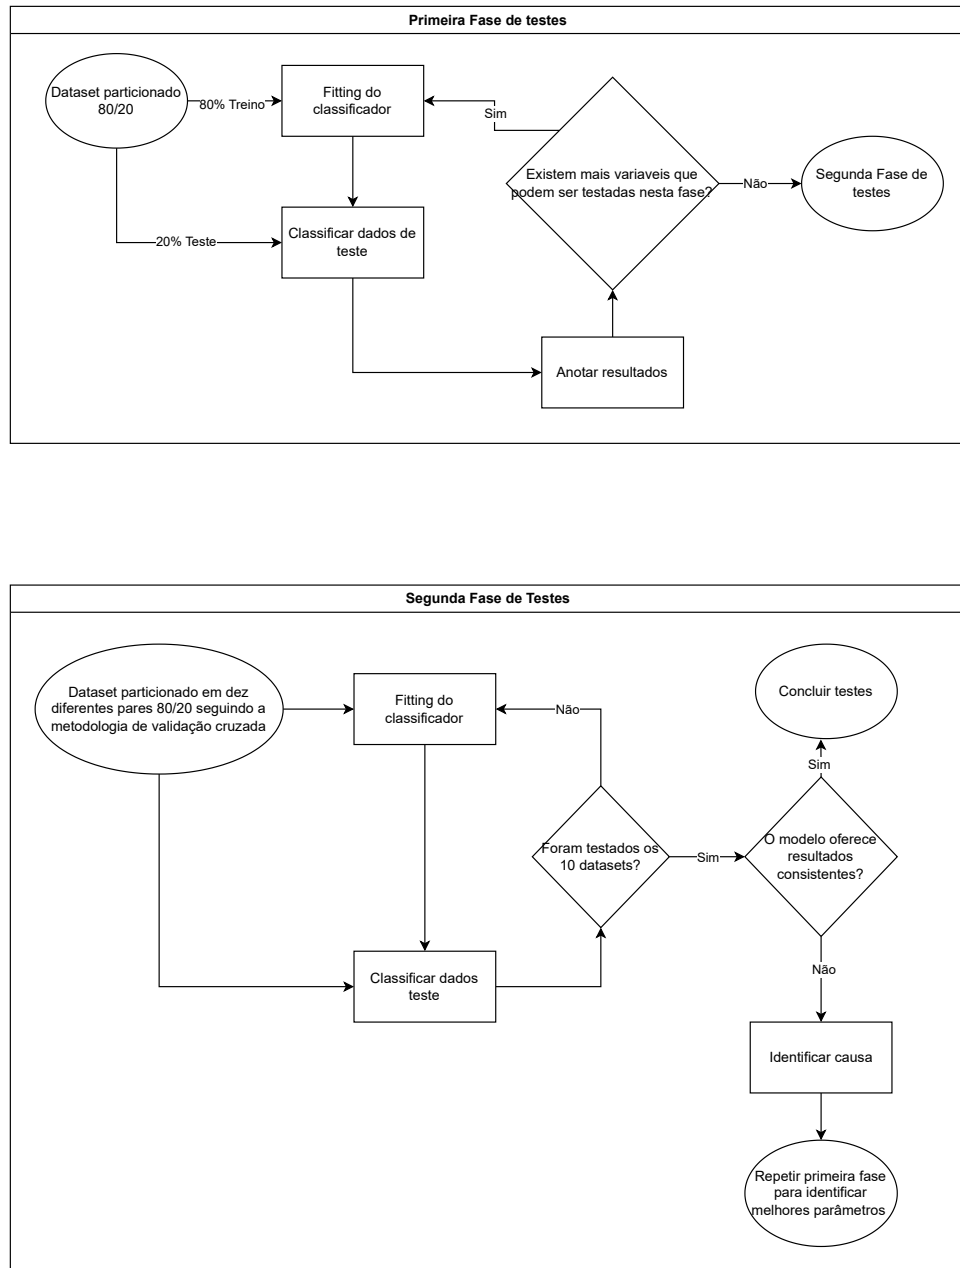 Primeira Fase de testes
Dataset particionado
80/20
80% Treino
Fitting do
classificador
Sim
Existem mais variaveis que
podem ser testadas nesta fase?
Não
Segunda Fase de
testes
20% Teste
Classificar dados de
teste
Anotar resultados
Segunda Fase de Testes
Dataset particionado em dez
diferentes pares 80/20 seguindo a
metodologia de validação cruzada
Fitting do
classificador
Não
Concluir testes
Sim
Foram testados os
10 datasets?
Sim
O modelo oferece
resultados
consistentes?
Classificar dados
teste
Não
Identificar causa
Repetir primeira fase
para identificar
melhores parâmetros